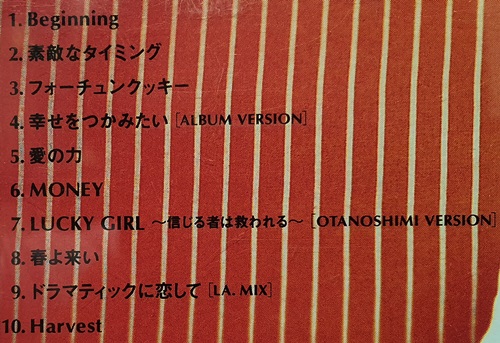 1. Beginning
2. 素敵なタイミング
3. フォーチュンクッキー
4. 幸せをつかみたい [ALBUM VERSION]
5. 愛の力
6. MONEY
7. LUCKY GIRL ～信じる者は救われる～ [OTANOSHIMI VERSION]
8. 春よ来い
9. ドラマティックに恋して [LA. MIX]
10. Harvest